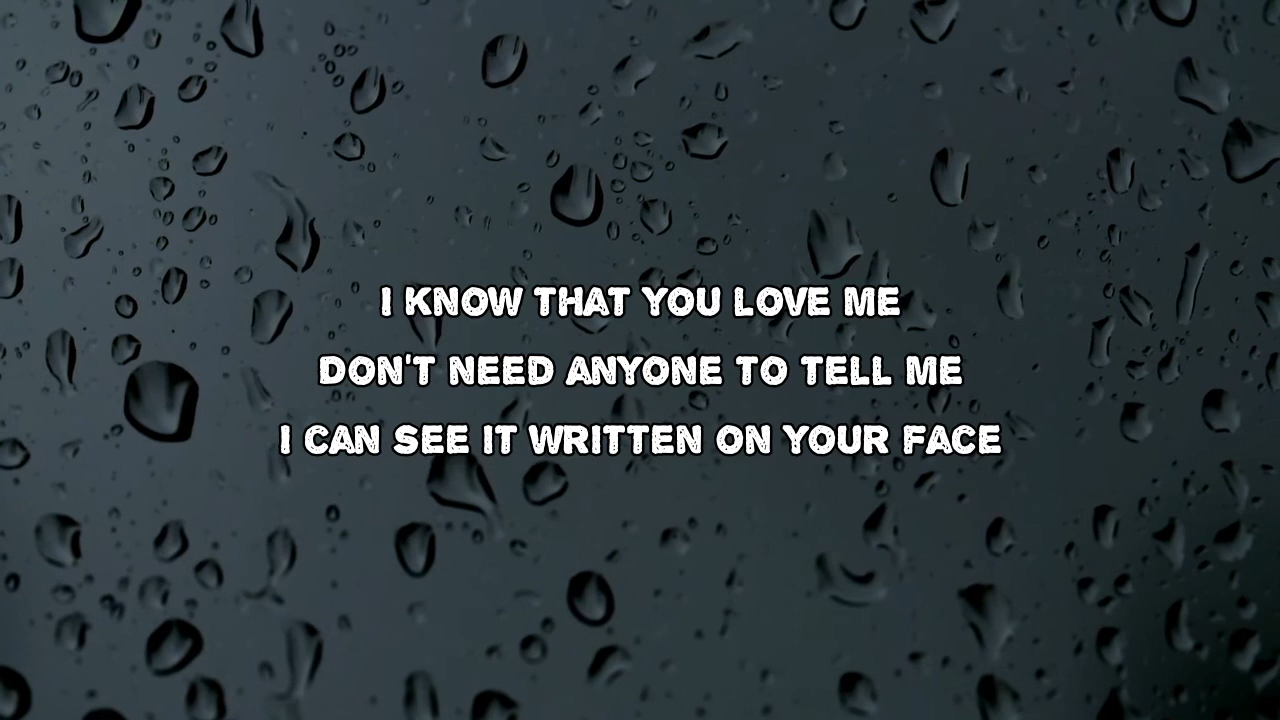 I KNOW THAT YOU LOVE ME
DON'T NEED ANYONE TO TELL ME
I CAN SEE IT WRITTEN ON YOUR FACE